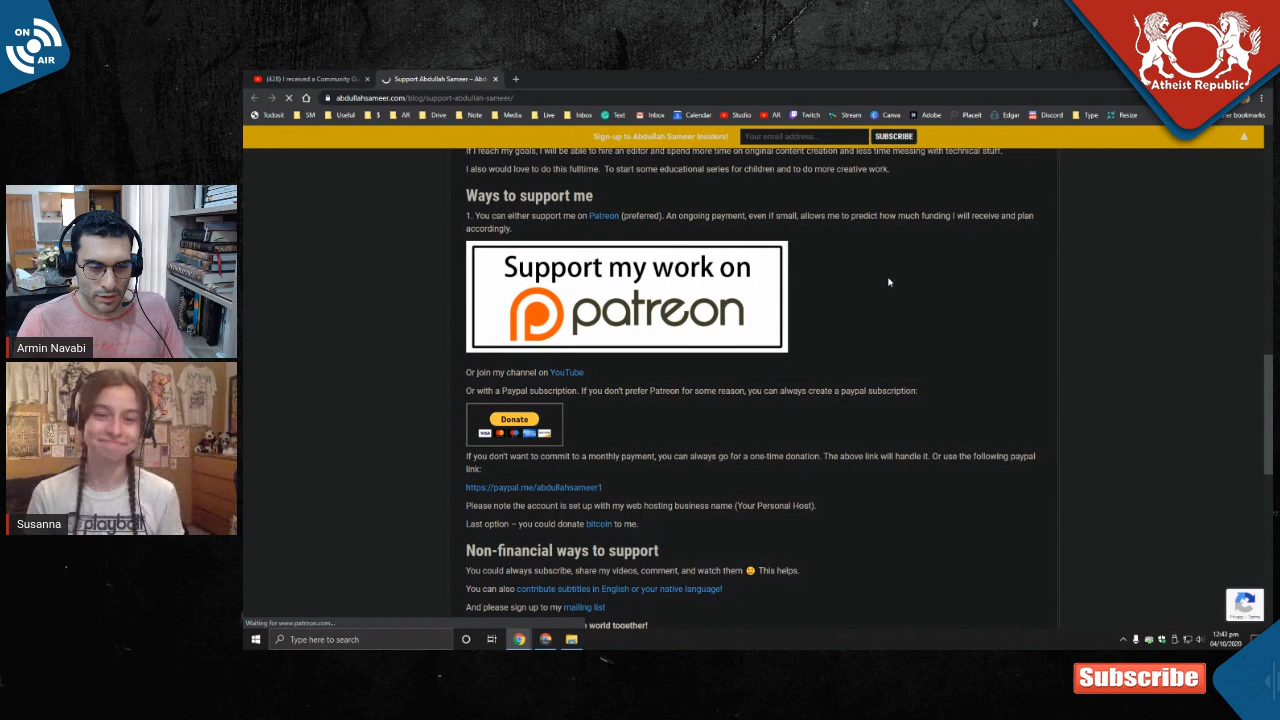 ON
AIR
Atheist Republic
Armin Navabi
Susanna
playball
(428) I received a Community G
Support Abdullah Sameer – Abd
abdullahsameer.com/blog/support-abdullah-sameer/
Todoist SM Useful $ AR Drive Note Media Live Inbox Text Inbox Calendar Studio AR Twitch Stream Canva Adobe Placeit Edgar Discord Type Resize ther bookmarks
Sign-up to Abdullah Sameer Insiders! Your email address... SUBSCRIBE
If I reach my goals, I will be able to hire an editor and spend more time on original content creation and less time messing with technical stuff.
I also would love to do this fulltime. To start some educational series for children and to do more creative work.
Ways to support me
1. You can either support me on Patreon (preferred). An ongoing payment, even if small, allows me to predict how much funding I will receive and plan
accordingly.
Support my work on
patreon
Or join my channel on YouTube
Or with a Paypal subscription. If you don't prefer Patreon for some reason, you can always create a paypal subscription:
Donate
VISA
If you don't want to commit to a monthly payment, you can always go for a one-time donation. The above link will handle it. Or use the following paypal
link:
https://paypal.me/abdullahsameer1
Please note the account is set up with my web hosting business name (Your Personal Host).
Last option – you could donate bitcoin to me.
Non-financial ways to support
You could always subscribe, share my videos, comment, and watch them 🙂 This helps.
You can also contribute subtitles in English or your native language!
And please sign up to my mailing list
world together!
Privacy - Terms
Waiting for www.patreon.com...
Type here to search
12:43 pm
04/10/2020
Subscribe